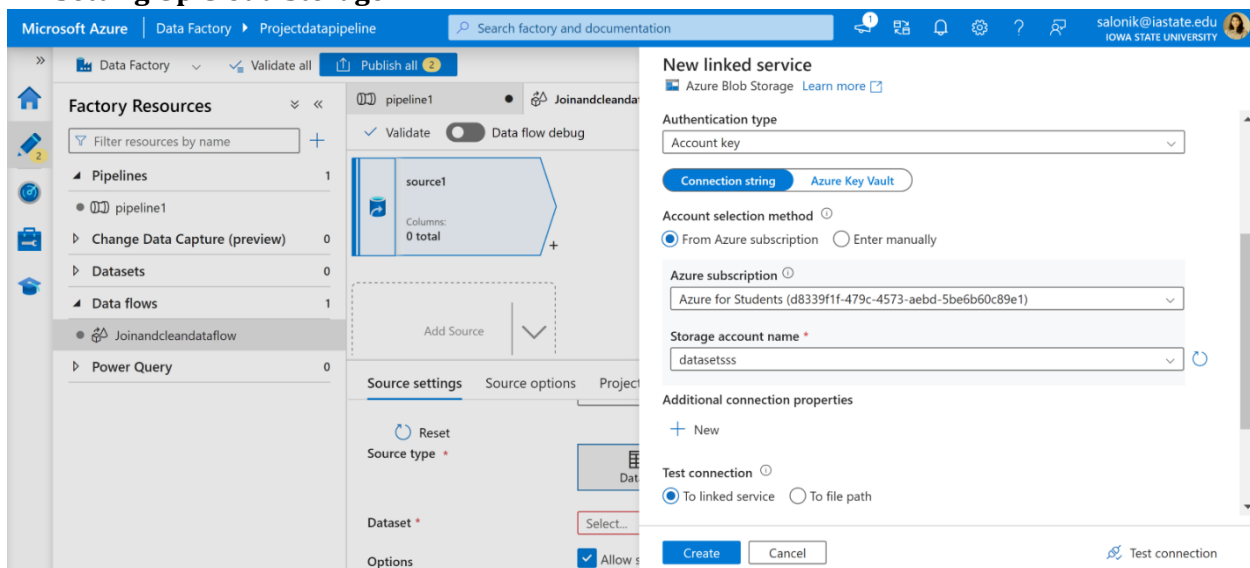 Microsoft Azure
Data Factory
Projectdatapipeline
Search factory and documentation
1
salonik@iastate.edu
IOWA STATE UNIVERSITY
Data Factory
Validate all
Publish all 2
2
Factory Resources
Filter resources by name
Pipelines 1
pipeline1
Change Data Capture (preview) 0
Datasets 0
Data flows 1
Joinandcleandataflow
Power Query 0
pipeline1
Joinandcleanda
Validate
Data flow debug
source1
Columns:
0 total
+
Add Source
Source settings Source options Project
Reset
Source type *
Dat
Dataset *
Select...
Options
Allow s
New linked service
Azure Blob Storage Learn more
Authentication type
Account key
Connection string Azure Key Vault
Account selection method
From Azure subscription Enter manually
Azure subscription
Azure for Students (d8339f1f-479c-4573-aebd-5be6b60c89e1)
Storage account name *
datasetsss
Additional connection properties
New
Test connection
To linked service To file path
Create Cancel
Test connection